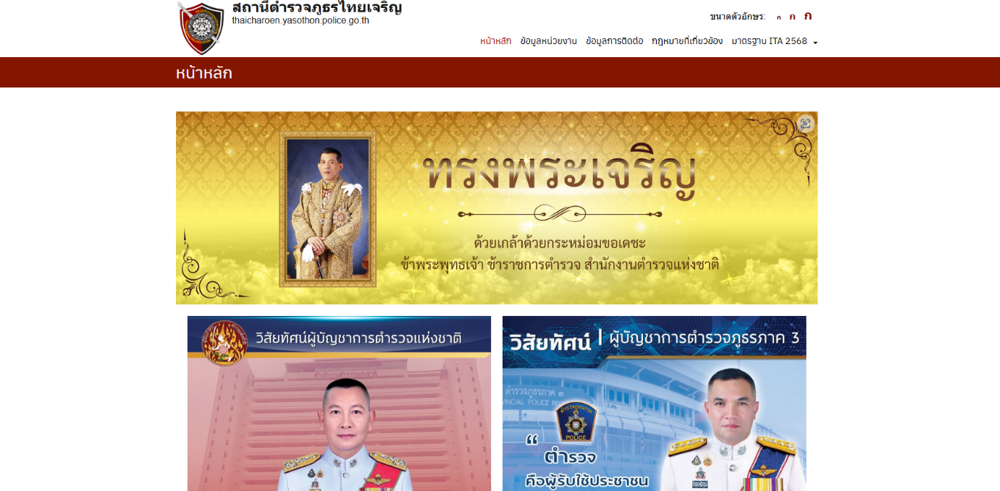 สถานีตำรวจภูธรไทยเจริญ
thaicharoen.yasothon.police.go.th
ขนาดตัวอักษร: ก ก ก
หน้าหลัก ข้อมูลหน่วยงาน ข้อมูลการติดต่อ กฎหมายที่เกี่ยวข้อง มาตรฐาน ITA 2568
หน้าหลัก
ทรงพระเจริญ
ด้วยเกล้าด้วยกระหม่อมขอเดชะ
ข้าพระพุทธเจ้า ข้าราชการตำรวจ สำนักงานตำรวจแห่งชาติ
วิสัยทัศน์ผู้บัญชาการตำรวจแห่งชาติ
วิสัยทัศน์ | ผู้บัญชาการตำรวจภูธรภาค 3
ตำรวจภูธรภาค ๓
VINCIAL POLICE RE
POLICE
“ ตำรวจ
คือผู้รับใช้ประชาชน